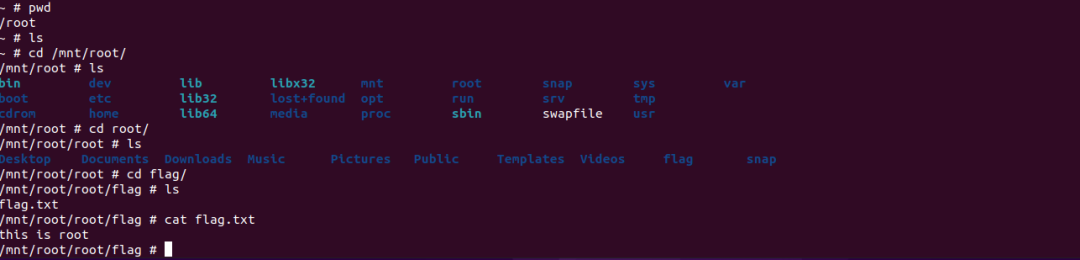 ~ # pwd
/root
~ # ls
~ # cd /mnt/root/
/mnt/root # ls
bin dev lib libx32 mnt root snap sys var
boot etc lib32 lost+found opt run srv tmp
cdrom home lib64 media proc sbin swapfile usr
/mnt/root # cd root/
/mnt/root/root # ls
Desktop Documents Downloads Music Pictures Public Templates Videos flag snap
/mnt/root/root # cd flag/
/mnt/root/root/flag # ls
flag.txt
/mnt/root/root/flag # cat flag.txt
this is root
/mnt/root/root/flag #